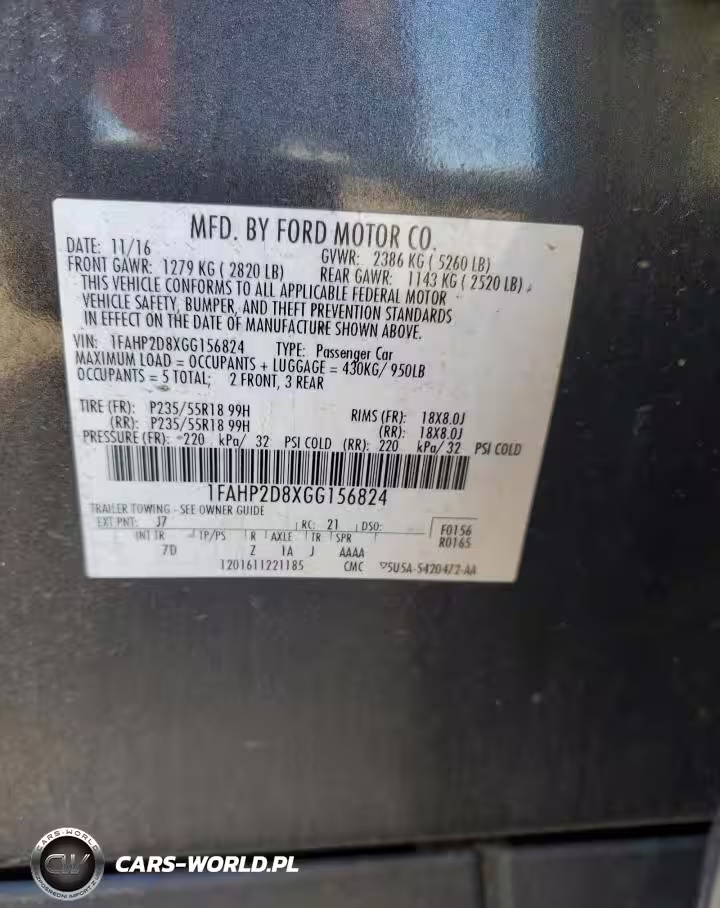 MFD. BY FORD MOTOR CO.
DATE: 11/16 GVWR: 2386 KG ( 5260 LB)
FRONT GAWR: 1279 KG ( 2820 LB) REAR GAWR: 1143 KG ( 2520 LB)
THIS VEHICLE CONFORMS TO ALL APPLICABLE FEDERAL MOTOR
VEHICLE SAFETY, BUMPER, AND THEFT PREVENTION STANDARDS
IN EFFECT ON THE DATE OF MANUFACTURE SHOWN ABOVE.
VIN: 1FAHP2D8XGG156824 TYPE: Passenger Car
MAXIMUM LOAD = OCCUPANTS + LUGGAGE = 430KG/ 950LB
OCCUPANTS = 5 TOTAL; 2 FRONT, 3 REAR
TIRE (FR): P235/55R18 99H RIMS (FR): 18X8.0J
(RR): P235/55R18 99H (RR): 18X8.0J
PRESSURE (FR): 220 kPa/ 32 PSI COLD (RR): 220 kPa/ 32 PSI COLD
1FAHP2D8XGG156824
TRAILER TOWING - SEE OWNER GUIDE
EXT PNT: J7 RC: 21 DSO: F0156
INT TR TP/PS R AXLE TR SPR R0165
7D Z 1A J AAAA
1201611221185 CMC 5U5A-5420472-AA
CARS-WORLD
CW
CARS-WORLD.PL